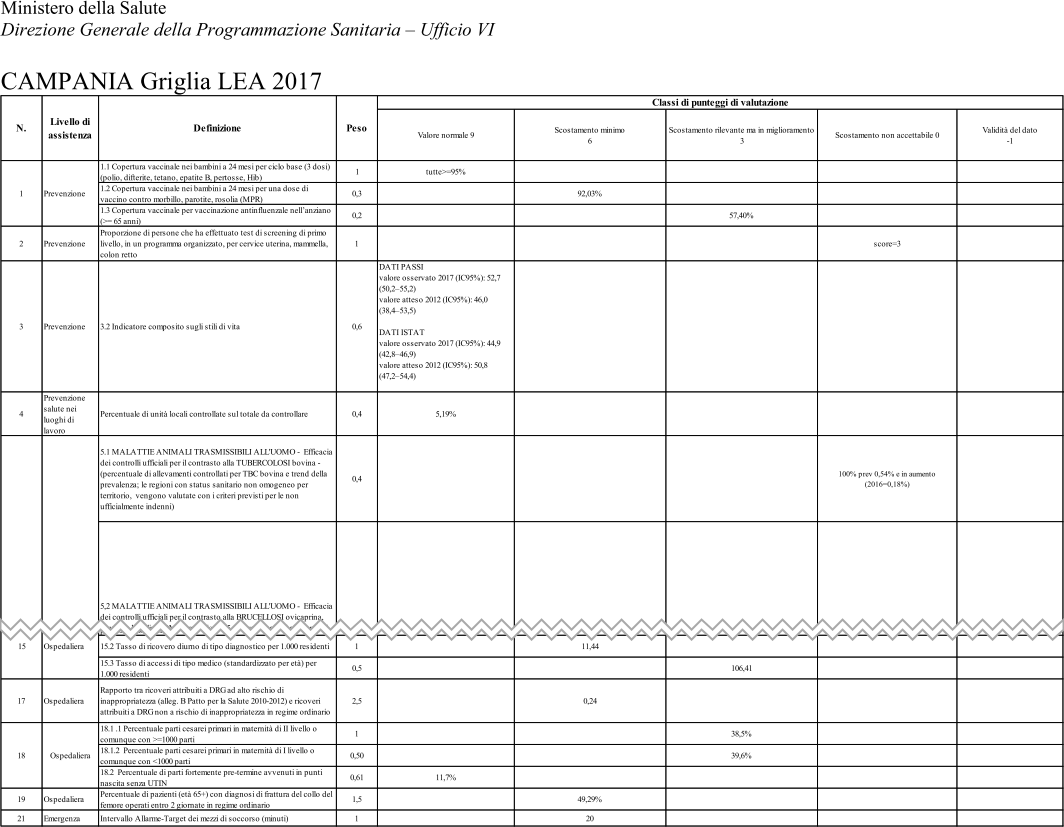 Ministero della Salute
Direzione Generale della Programmazione Sanitaria – Ufficio VI
CAMPANIA Griglia LEA 2017
N.
Livello di
assistenza
Definizione
Peso
Classi di punteggi di valutazione
Valore normale 9
Scostamento minimo
6
Scostamento rilevante ma in miglioramento
3
Scostamento non accettabile 0
Validità del dato
-1
1
Prevenzione
1.1 Copertura vaccinale nei bambini a 24 mesi per ciclo base (3 dosi)
(polio, difterite, tetano, epatite B, pertosse, Hib)
1
tutte>=95%
1.2 Copertura vaccinale nei bambini a 24 mesi per una dose di
vaccino contro morbillo, parotite, rosolia (MPR)
0,3
92,03%
1.3 Copertura vaccinale per vaccinazione antinfluenzale nell'anziano
(>= 65 anni)
0,2
57,40%
2
Prevenzione
Proporzione di persone che ha effettuato test di screening di primo
livello, in un programma organizzato, per cervice uterina, mammella,
colon retto
1
score=3
3
Prevenzione
3.2 Indicatore composito sugli stili di vita
0,6
DATI PASSI
valore osservato 2017 (IC95%): 52,7
(50,2–55,2)
valore atteso 2012 (IC95%): 46,0
(38,4–53,5)
DATI ISTAT
valore osservato 2017 (IC95%): 44,9
(42,8–46,9)
valore atteso 2012 (IC95%): 50,8
(47,2–54,4)
4
Prevenzione
salute nei
luoghi di
lavoro
Percentuale di unità locali controllate sul totale da controllare
0,4
5,19%
5.1 MALATTIE ANIMALI TRASMISSIBILI ALL'UOMO - Efficacia
dei controlli ufficiali per il contrasto alla TUBERCOLOSI bovina -
(percentuale di allevamenti controllati per TBC bovina e trend della
prevalenza; le regioni con status sanitario non omogeneo per
territorio, vengono valutate con i criteri previsti per le non
ufficialmente indenni)
0,4
100% prev 0,54% e in aumento
(2016=0,18%)
5,2 MALATTIE ANIMALI TRASMISSIBILI ALL'UOMO - Efficacia
dei controlli ufficiali per il contrasto alla BRUCELLOSI ovicaprina,
15
Ospedaliera
15.2 Tasso di ricovero diurno di tipo diagnostico per 1.000 residenti
1
11,44
15.3 Tasso di accessi di tipo medico (standardizzato per età) per
1.000 residenti
0,5
106,41
17
Ospedaliera
Rapporto tra ricoveri attribuiti a DRG ad alto rischio di
inappropriatezza (alleg. B Patto per la Salute 2010-2012) e ricoveri
attribuiti a DRG non a rischio di inappropriatezza in regime ordinario
2,5
0,24
18
Ospedaliera
18.1 .1 Percentuale parti cesarei primari in maternità di II livello o
comunque con >=1000 parti
1
38,5%
18.1.2 Percentuale parti cesarei primari in maternità di I livello o
comunque con <1000 parti
0,50
39,6%
18.2 Percentuale di parti fortemente pre-termine avvenuti in punti
nascita senza UTIN
0,61
11,7%
19
Ospedaliera
Percentuale di pazienti (età 65+) con diagnosi di frattura del collo del
femore operati entro 2 giornate in regime ordinario
1,5
49,29%
21
Emergenza
Intervallo Allarme-Target dei mezzi di soccorso (minuti)
1
20